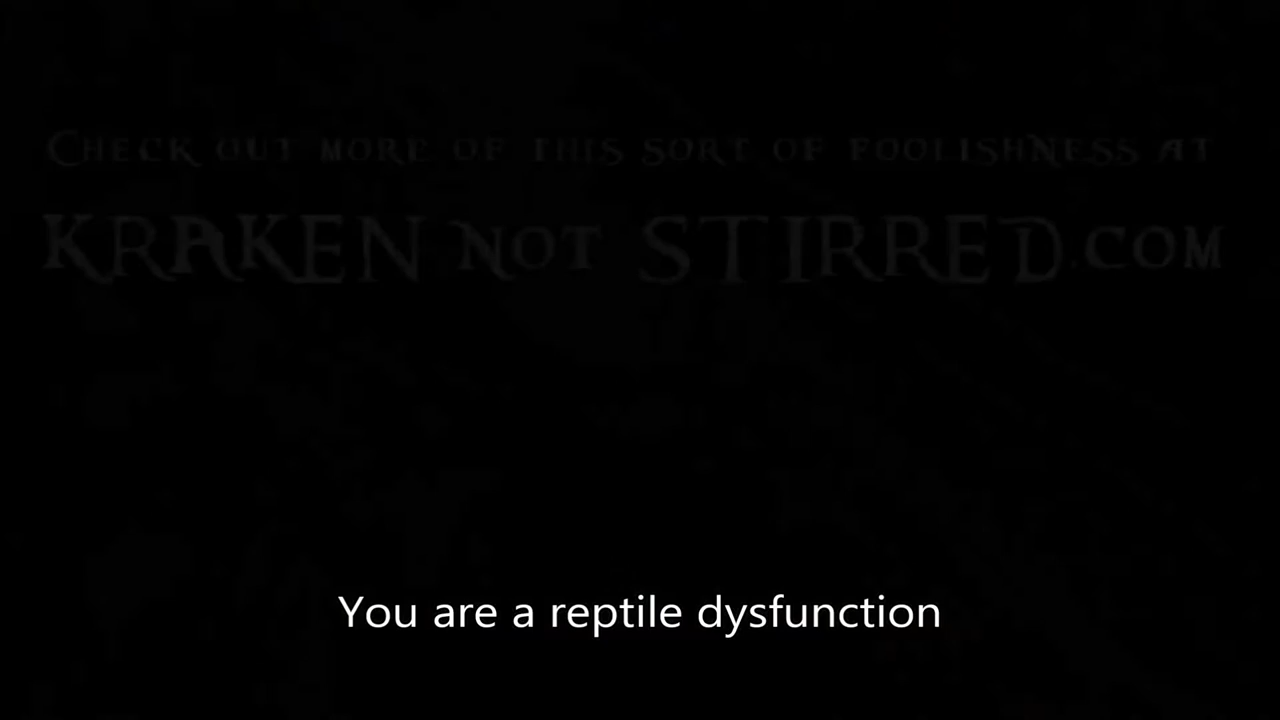 CHECK OUT MORE OF THIS SORT OF FOOLISHNESS AT
KRAKEN NOT STIRRED.COM
You are a reptile dysfunction